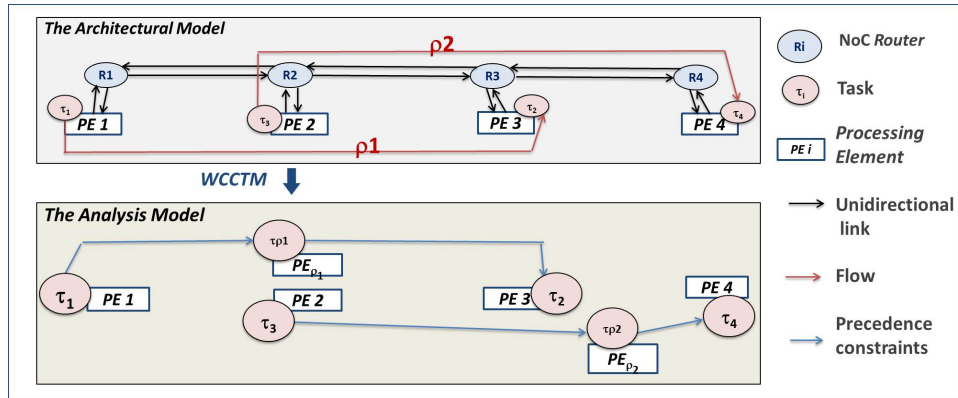 The Architectural Model
ρ2
R1
R2
R3
R4
τ1
PE 1
τ3
PE 2
PE 3
τ2
PE 4
τ4
ρ1
WCCTM
The Analysis Model
τρ1
PEρ1
τ1
PE 1
PE 2
τ3
PE 3
τ2
τρ2
PEρ2
PE 4
τ4
Ri
NoC Router
τi
Task
PE i
Processing
Element
Unidirectional
link
Flow
Precedence
constraints